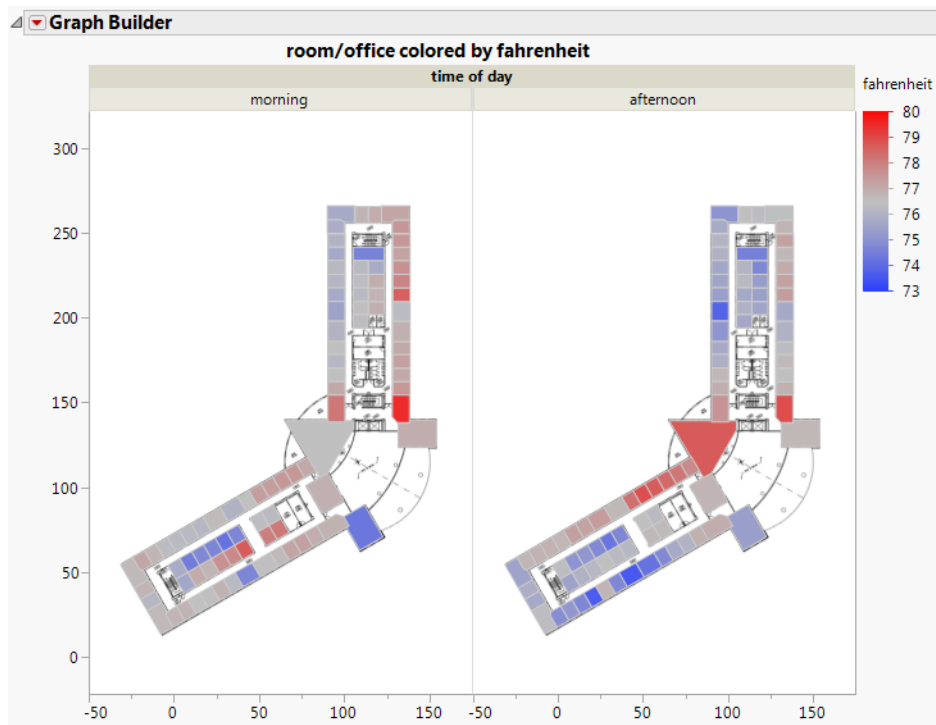 Graph Builder
room/office colored by fahrenheit
time of day
morning afternoon
fahrenheit
80
79
78
77
76
75
74
73
300
250
200
150
100
50
0
-50 0 50 100 150 -50 0 50 100 150